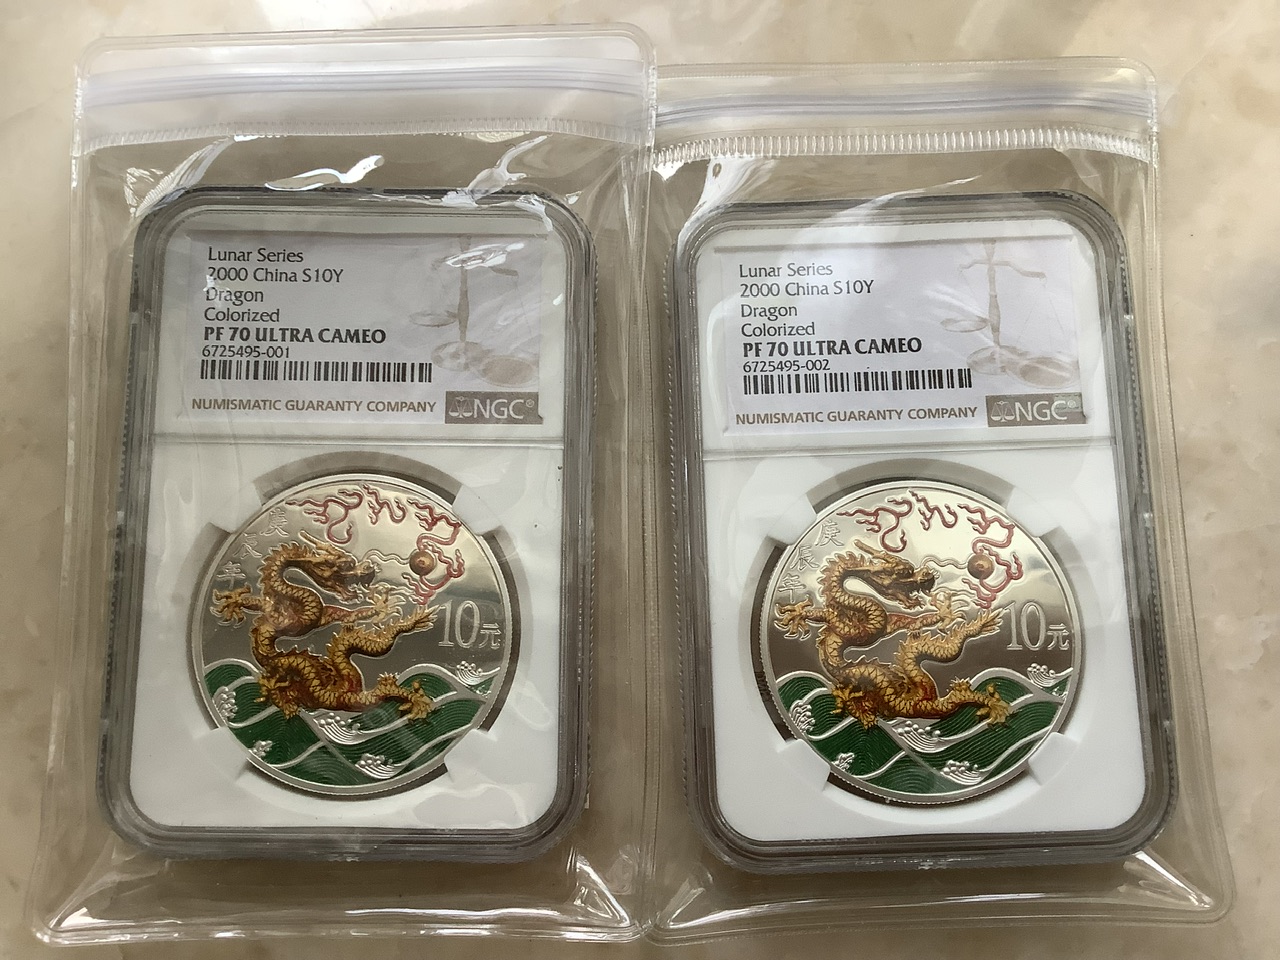 Lunar Series
2000 China S10Y
Dragon
Colorized
PF 70 ULTRA CAMEO
6725495-001
NUMISMATIC GUARANTY COMPANY NGC®
庚辰年
10元
Lunar Series
2000 China S10Y
Dragon
Colorized
PF 70 ULTRA CAMEO
6725495-002
NUMISMATIC GUARANTY COMPANY NGC®
庚辰年
10元